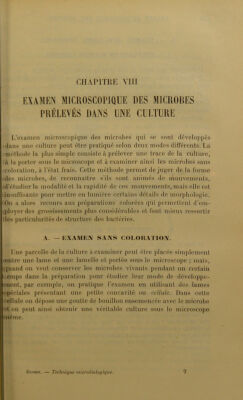 CHAPITRE VIII
EXAMEN MICROSCOPIQUE DES MICROBES
PRÉLEVÉS DANS UNE CULTURE
L'examen microscopique des microbes qui se sont développés
dans une culture peut être pratiqué selon deux modes différents. La
méthode la plus simple consiste à prélever une trace de la culture,
à la porter sous le microscope et à examiner ainsi les microbes sans
coloration, à l'état frais. Cette méthode permet de juger de la forme
des microbes, de reconnaître s'ils sont animés de mouvements,
d'étudier la modalité et la rapidité de ces mouvements, mais elle est
insuffisante pour mettre en lumière certains détails de morphologie.
On a alors recours aux préparations colorées qui permettent d'em-
ployer des grossissements plus considérables et font mieux ressortir
les particularités de structure des bactéries.
A. — EXAMEN SANS COLORATION.
Une parcelle de la culture à examiner peut être placée simplement
entre une lame et une lamelle et portée sous le microscope ; mais,
quand on veut conserver les microbes vivants pendant un certain
temps dans la préparation pour étudier leur mode de développe-
ment, par exemple, on pratique l'examen en utilisant des lames
spéciales présentant une petite concavité ou cellule. Dans cette
cellule on dépose une goutte de bouillon ensemencée avec le microbe
et on peut ainsi obtenir une véritable culture sous le microscope
même.
— Technique microbiologique. 9